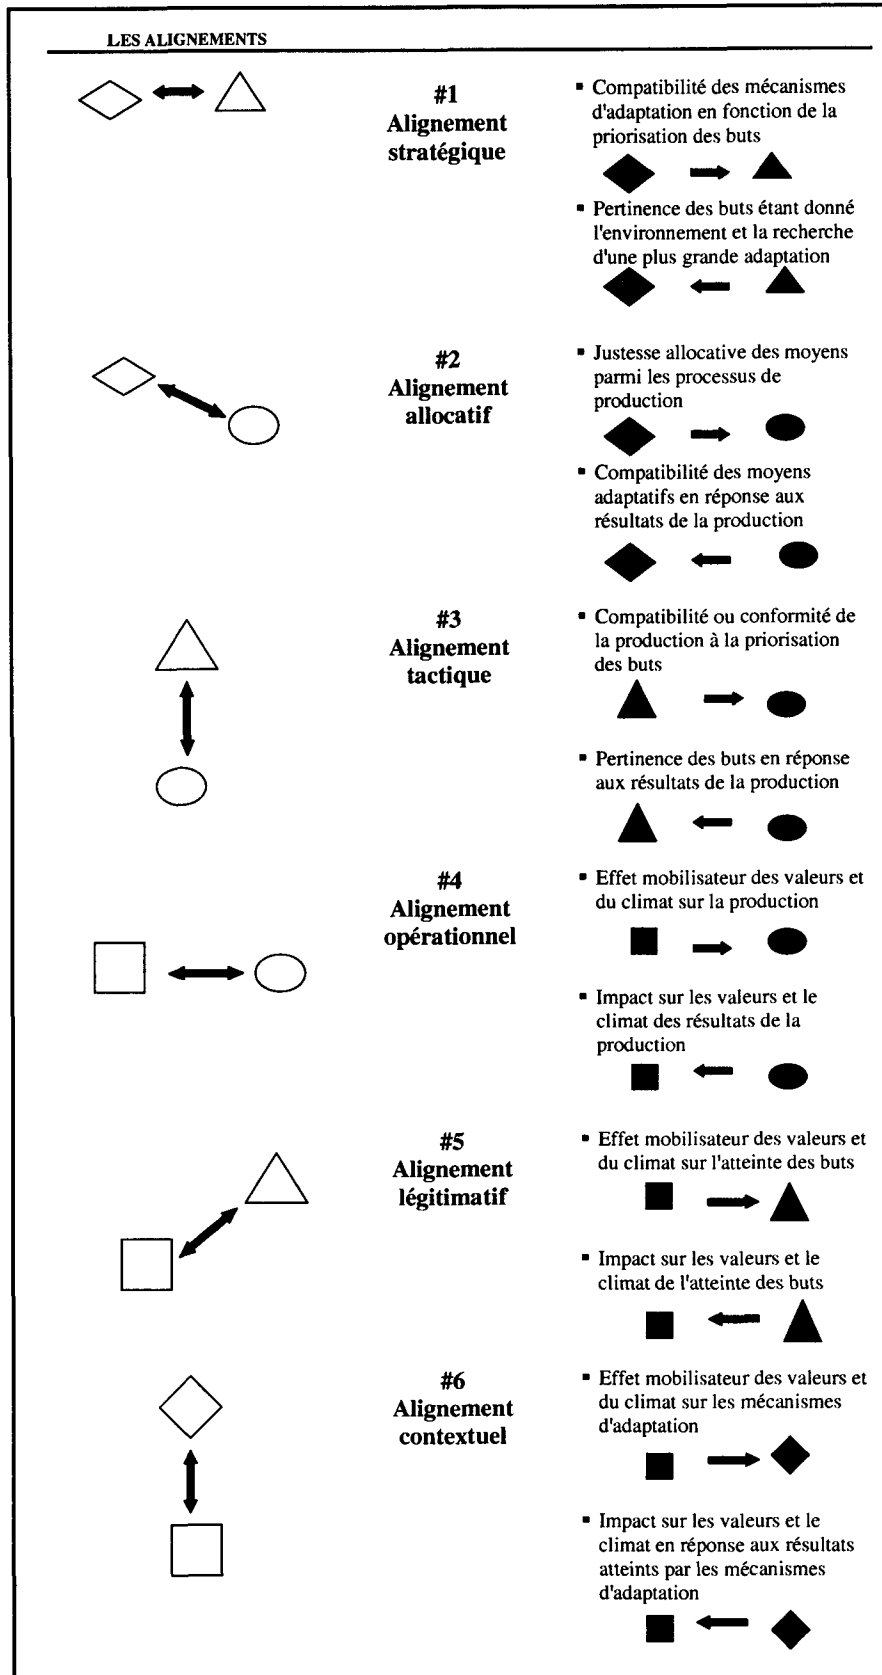 LES ALIGNEMENTS
#1
Alignement
stratégique
▪ Compatibilité des mécanismes
d'adaptation en fonction de la
priorisation des buts
▪ Pertinence des buts étant donné
l'environnement et la recherche
d'une plus grande adaptation
#2
Alignement
allocatif
▪ Justesse allocative des moyens
parmi les processus de
production
▪ Compatibilité des moyens
adaptatifs en réponse aux
résultats de la production
#3
Alignement
tactique
▪ Compatibilité ou conformité de
la production à la priorisation
des buts
▪ Pertinence des buts en réponse
aux résultats de la production
#4
Alignement
opérationnel
▪ Effet mobilisateur des valeurs et
du climat sur la production
▪ Impact sur les valeurs et le
climat des résultats de la
production
#5
Alignement
légitimatif
▪ Effet mobilisateur des valeurs et
du climat sur l'atteinte des buts
▪ Impact sur les valeurs et le
climat de l'atteinte des buts
#6
Alignement
contextuel
▪ Effet mobilisateur des valeurs et
du climat sur les mécanismes
d'adaptation
▪ Impact sur les valeurs et le
climat en réponse aux résultats
atteints par les mécanismes
d'adaptation